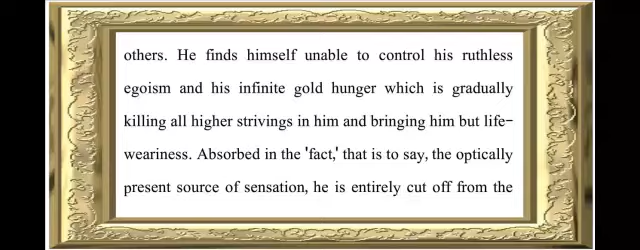 others. He finds himself unable to control his ruthless
egoism and his infinite gold hunger which is gradually
killing all higher strivings in him and bringing him but life-
weariness. Absorbed in the 'fact,' that is to say, the optically
present source of sensation, he is entirely cut off from the